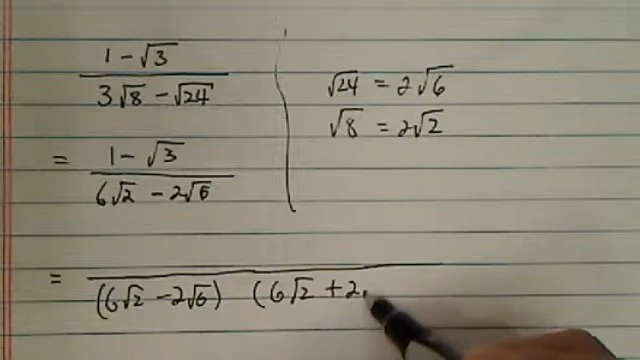 1 - √3
3√8 - √24
√24 = 2√6
√8 = 2√2
= 1 - √3
6√2 - 2√6
=
(6√2 - 2√6) (6√2 + 2